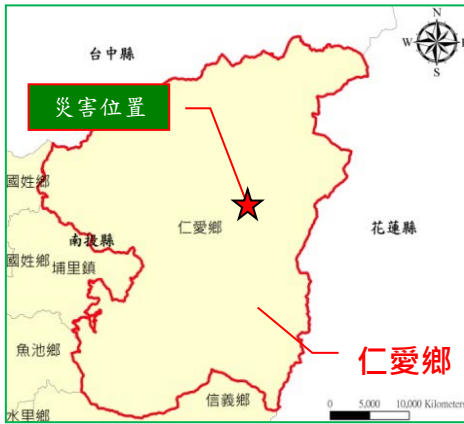 N
W
S
台中縣
災害位置
國姓鄉
仁愛鄉
花蓮縣
南投縣
國姓鄉
埔里鎮
魚池鄉
仁愛鄉
信義鄉
水里鄉
0 5,000 10,000 Kilometers